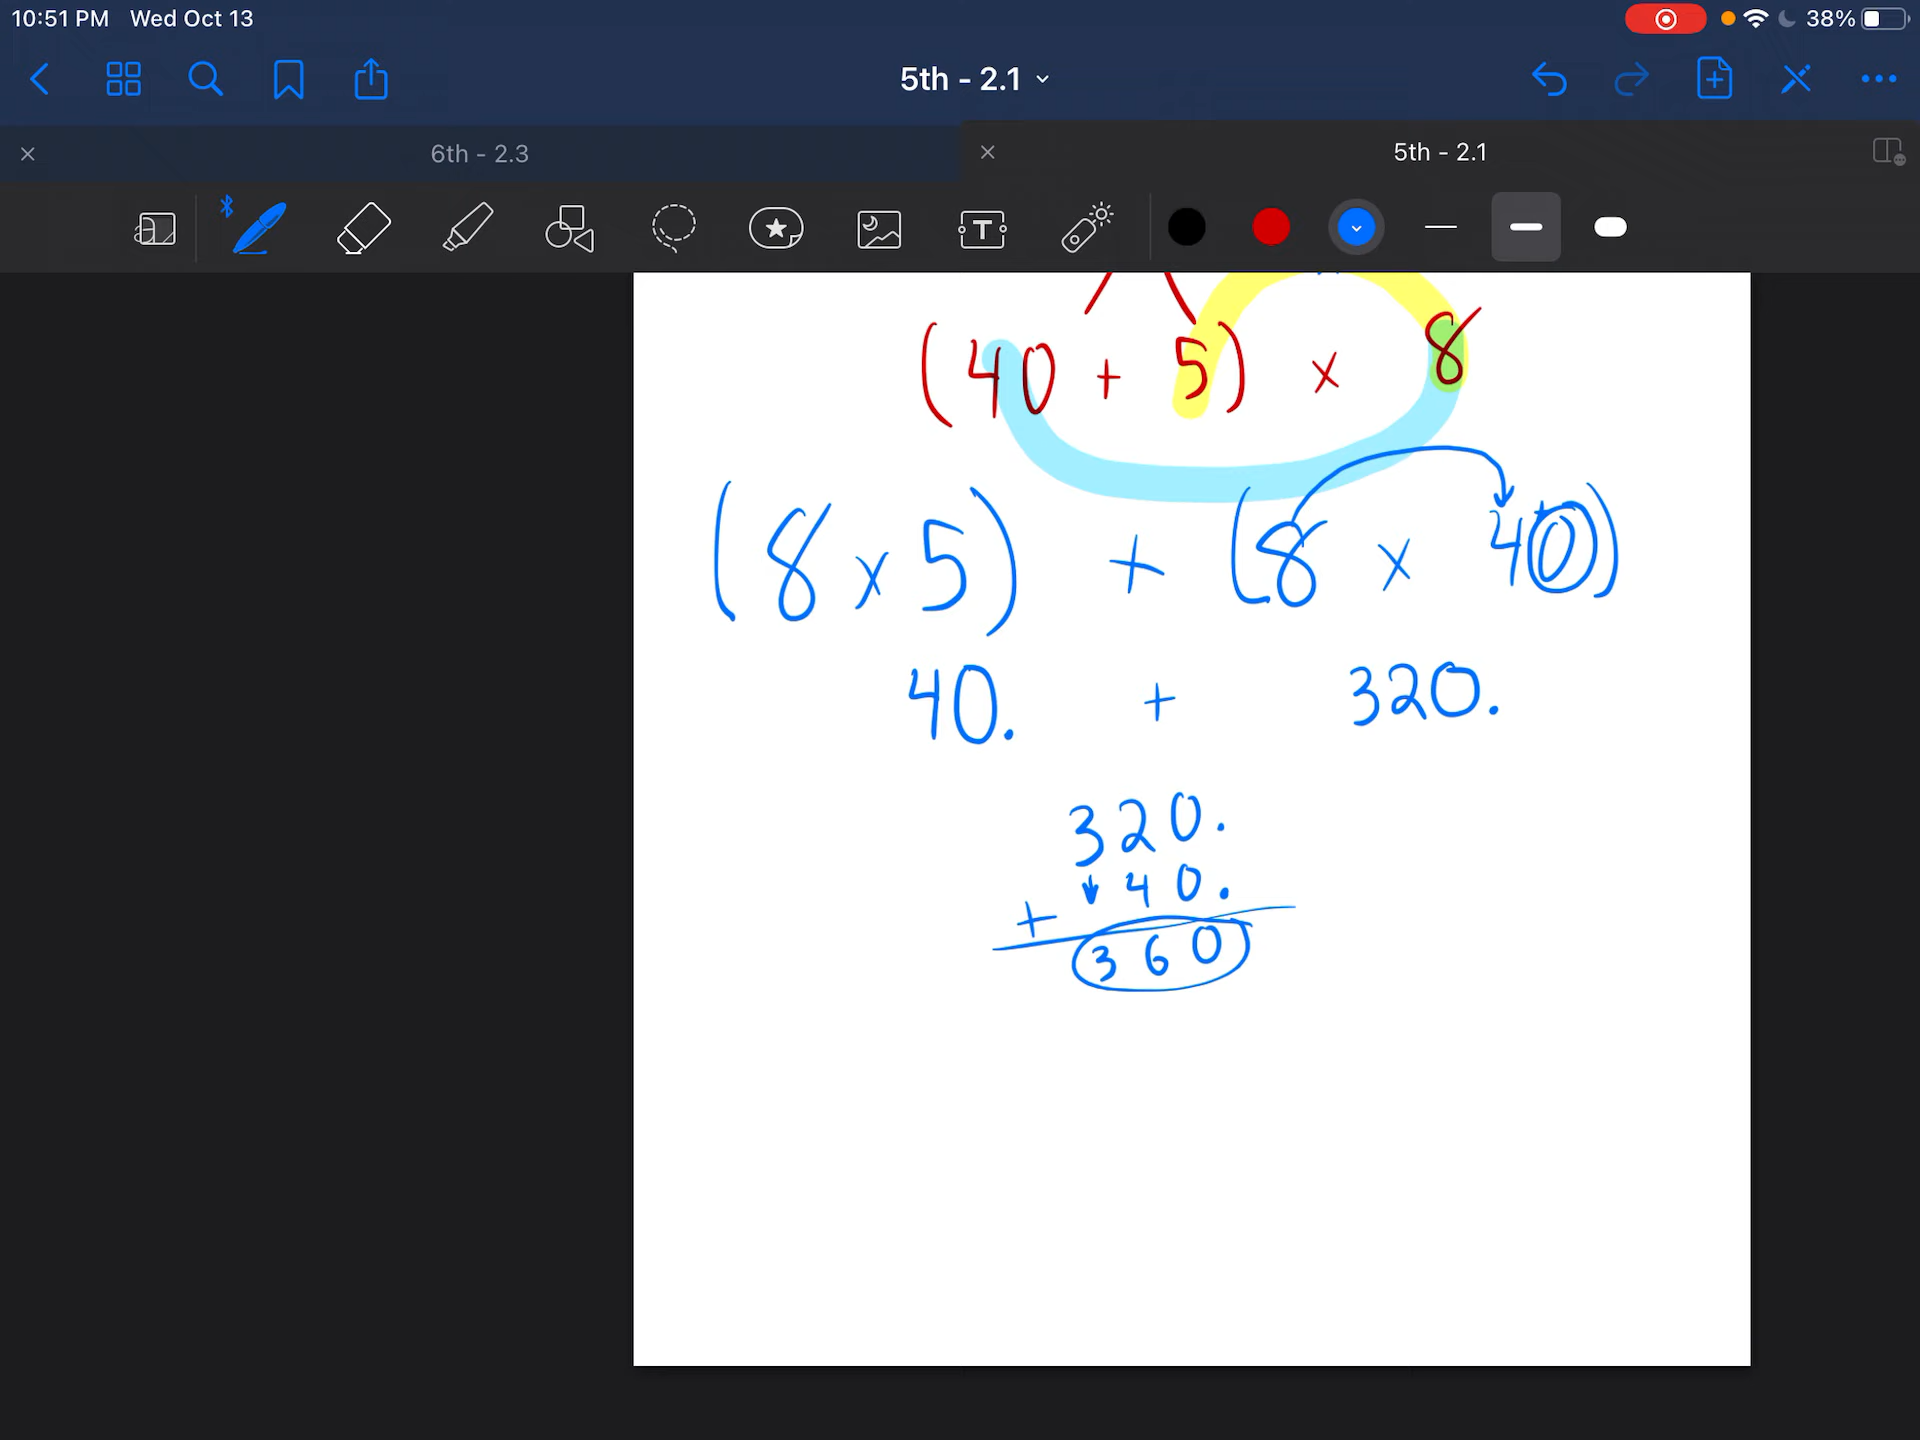 10:51 PM Wed Oct 13 38%
5th - 2.1
6th - 2.3 5th - 2.1
(40 + 5) x 8
(8 x 5) + (8 x 40)
40. + 320.
320.
+ 40.
360